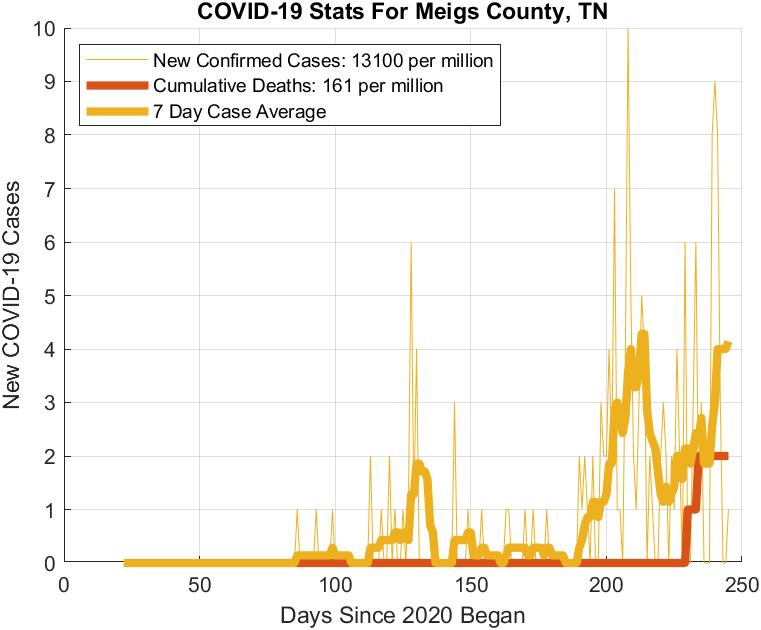 COVID-19 Stats For Meigs County, TN
New Confirmed Cases: 13100 per million
Cumulative Deaths: 161 per million
7 Day Case Average
New COVID-19 Cases
10
9
8
7
6
5
4
3
2
1
0
0 50 100 150 200 250
Days Since 2020 Began